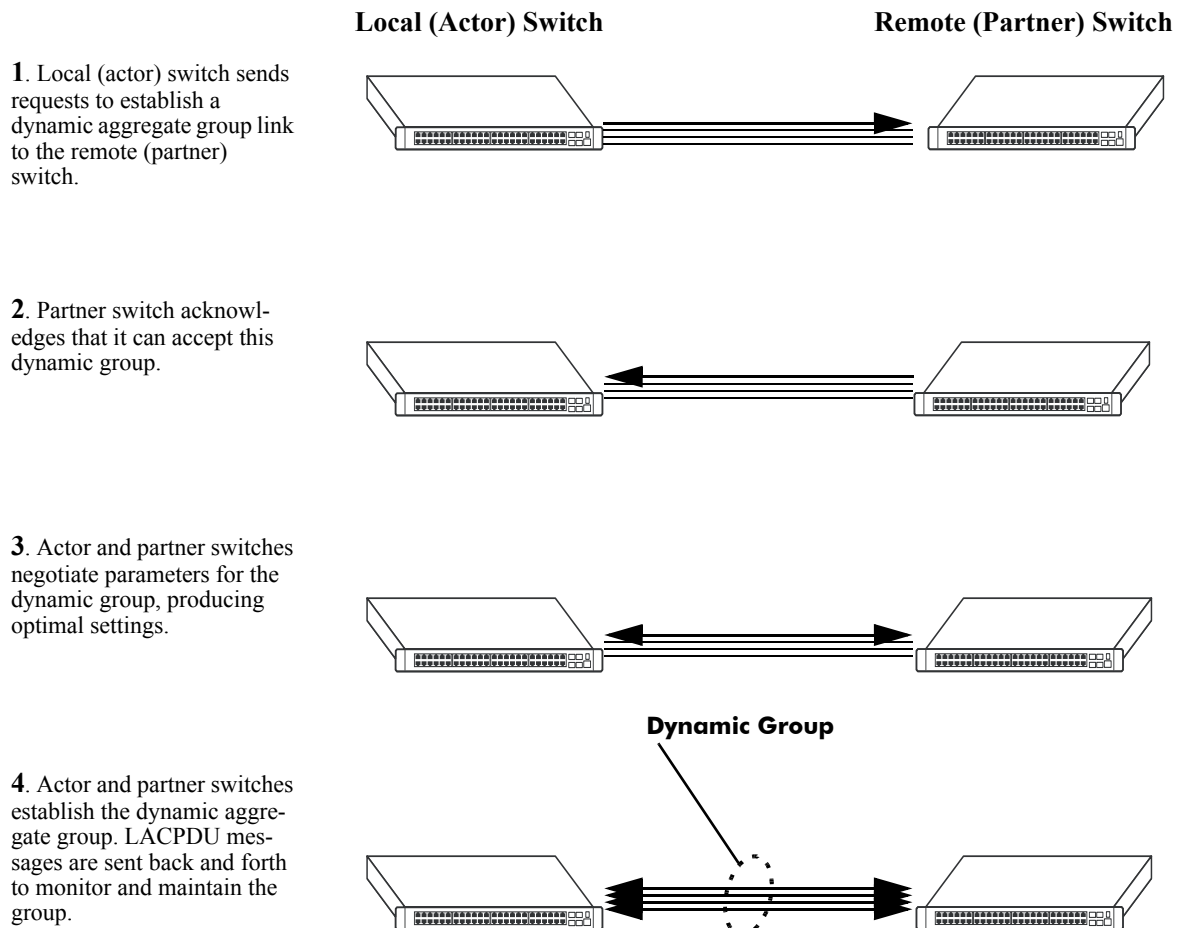 Local (Actor) Switch
Remote (Partner) Switch
1. Local (actor) switch sends
requests to establish a
dynamic aggregate group link
to the remote (partner)
switch.
2. Partner switch acknowl-
edges that it can accept this
dynamic group.
3. Actor and partner switches
negotiate parameters for the
dynamic group, producing
optimal settings.
Dynamic Group
4. Actor and partner switches
establish the dynamic aggre-
gate group. LACPDU mes-
sages are sent back and forth
to monitor and maintain the
group.